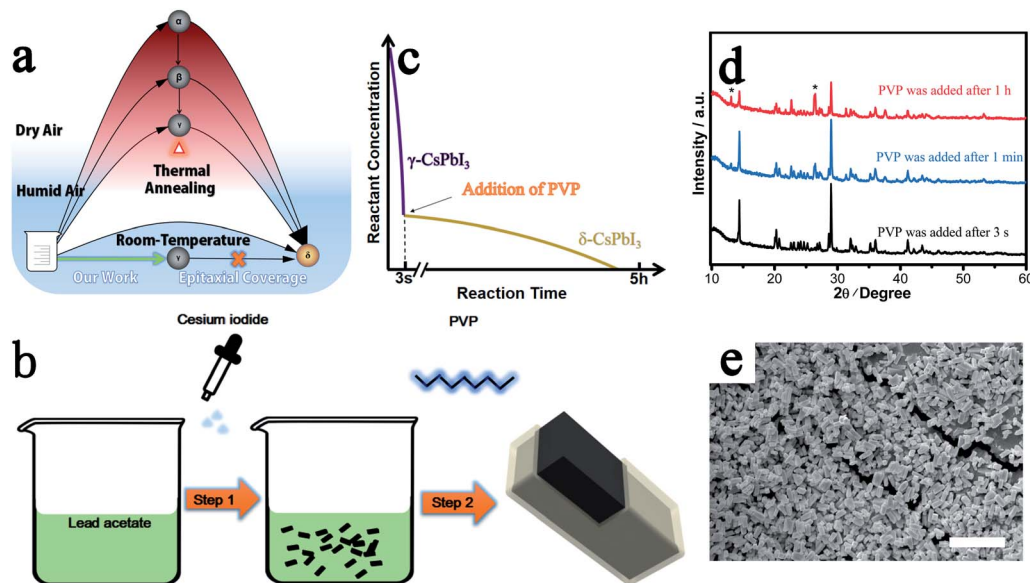 a
α
β
γ
Dry Air
Thermal
Annealing
Humid Air
Room-Temperature
γ
δ
Our Work
Epitaxial Coverage
c
Reactant Concentration
γ-CsPbI3
Addition of PVP
δ-CsPbI3
3s
5h
Reaction Time
d
Intensity / a.u.
*
*
PVP was added after 1 h
PVP was added after 1 min
PVP was added after 3 s
10 20 30 40 50 60
2θ/Degree
b
Cesium iodide
PVP
Lead acetate
Step 1
Step 2
e